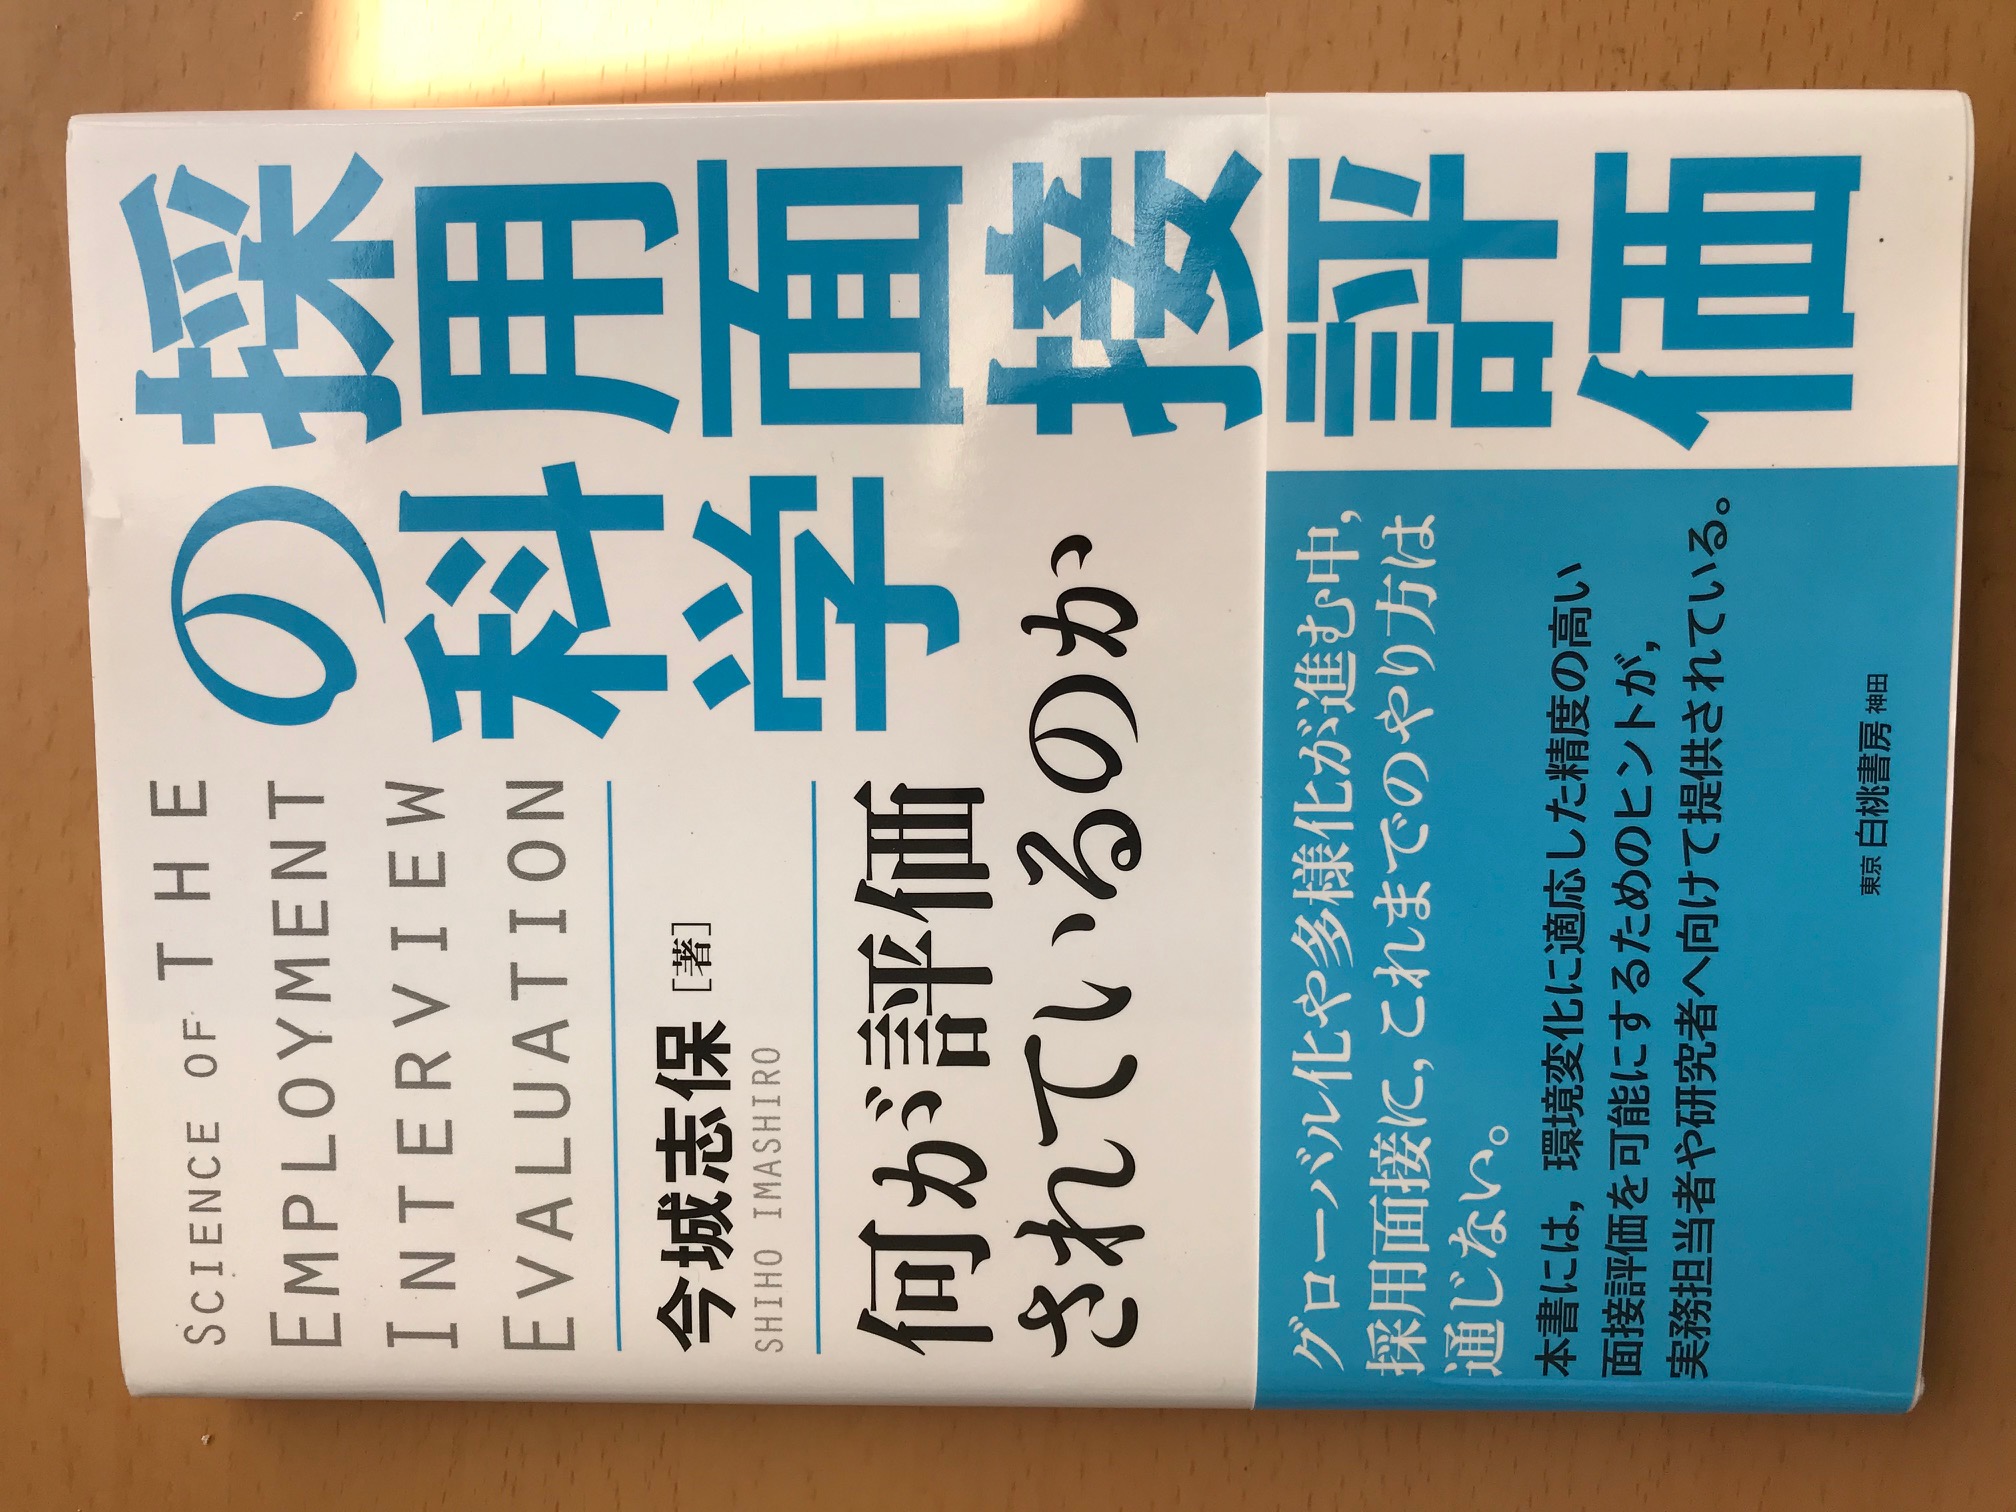 採用面接評価
の科学
SCIENCE OF THE
EMPLOYMENT
INTERVIEW
EVALUATION
今城志保[著]
SHIHO IMASHIRO
何が評価
されているのか
グローバル化や多様化が進む中,
採用面接に,これまでのやり方は
通じない。
本書には,環境変化に適応した精度の高い
面接評価を可能にするためのヒントが,
実務担当者や研究者へ向けて提供されている。
東京 白桃書房 神田